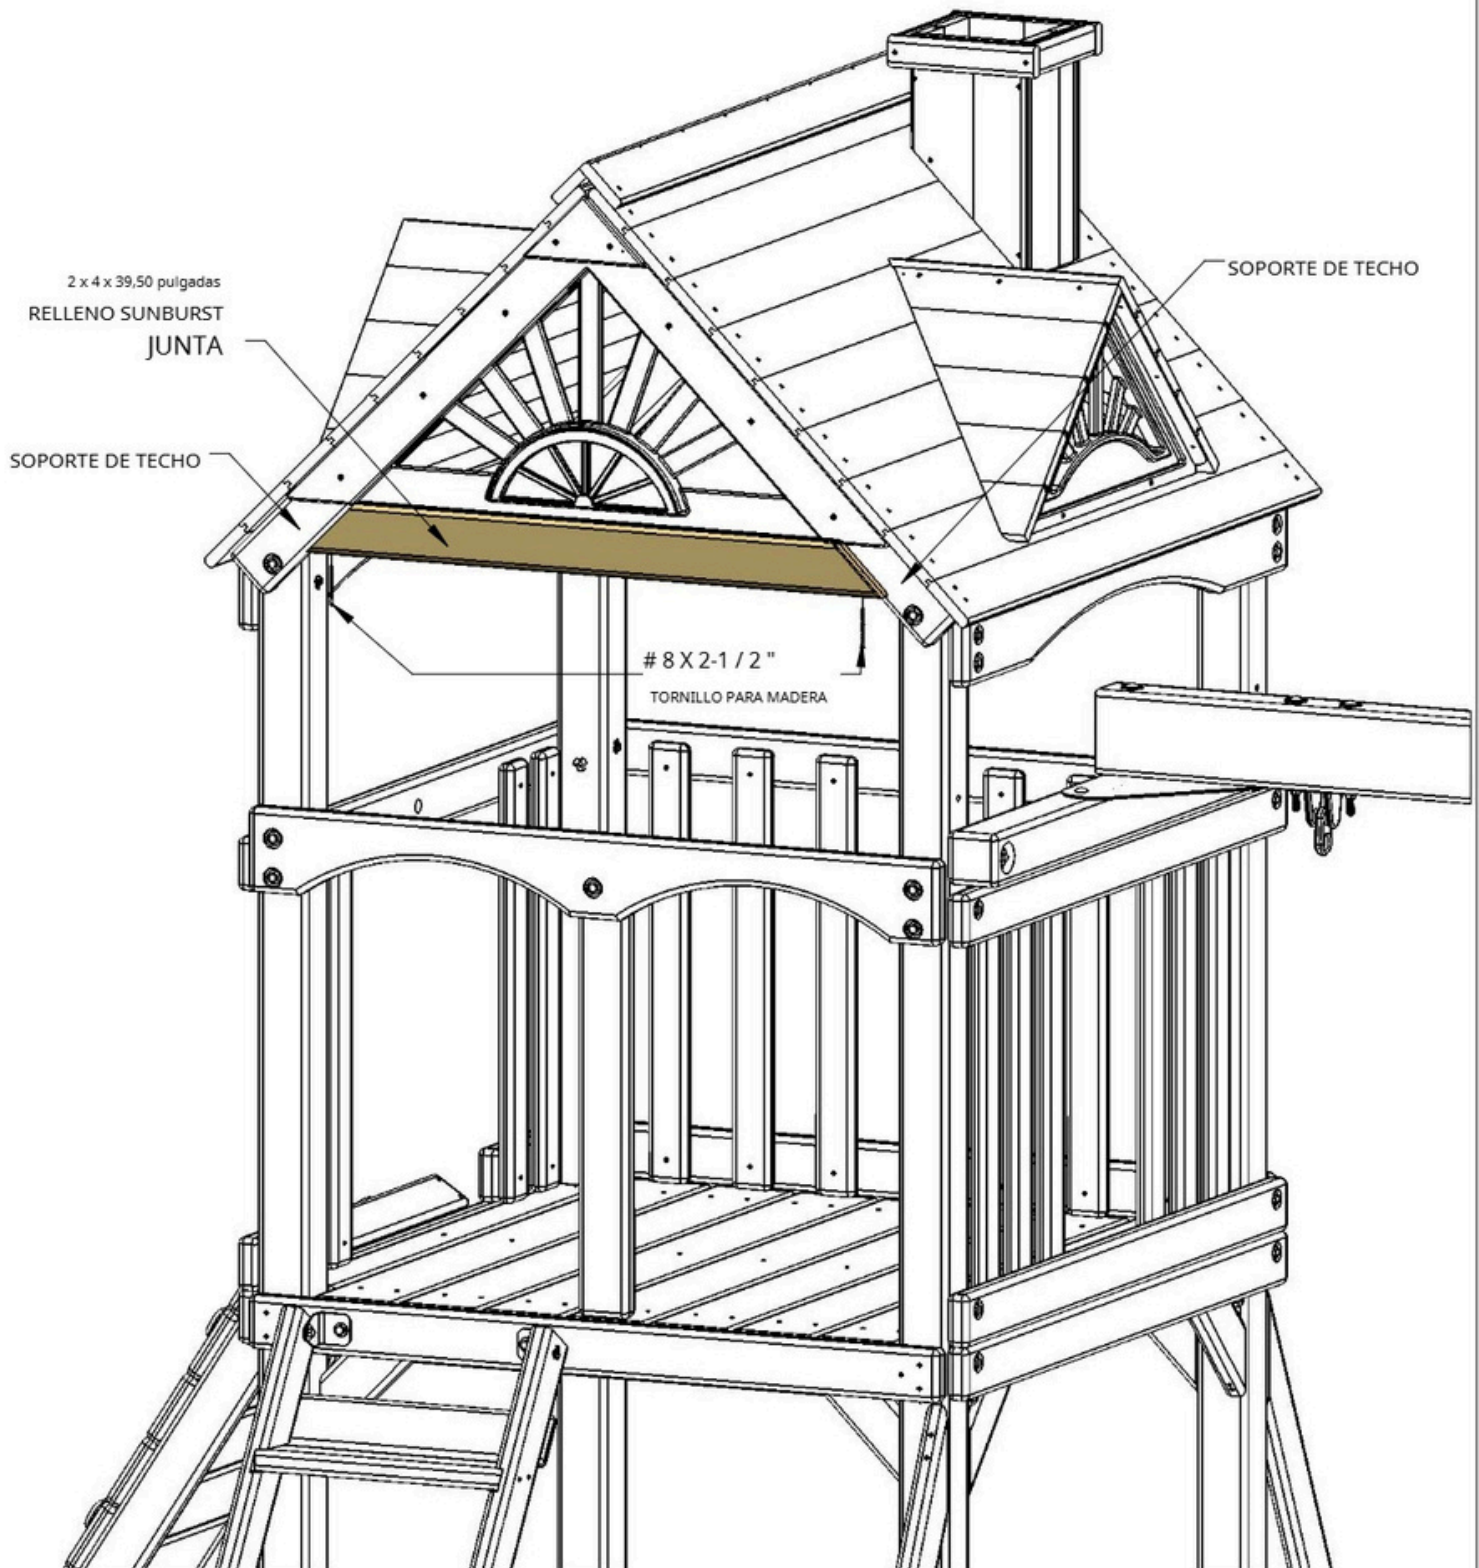 2 x 4 x 39,50 pulgadas
RELLENO SUNBURST
JUNTA
SOPORTE DE TECHO
SOPORTE DE TECHO
# 8 X 2-1 / 2 "
TORNILLO PARA MADERA